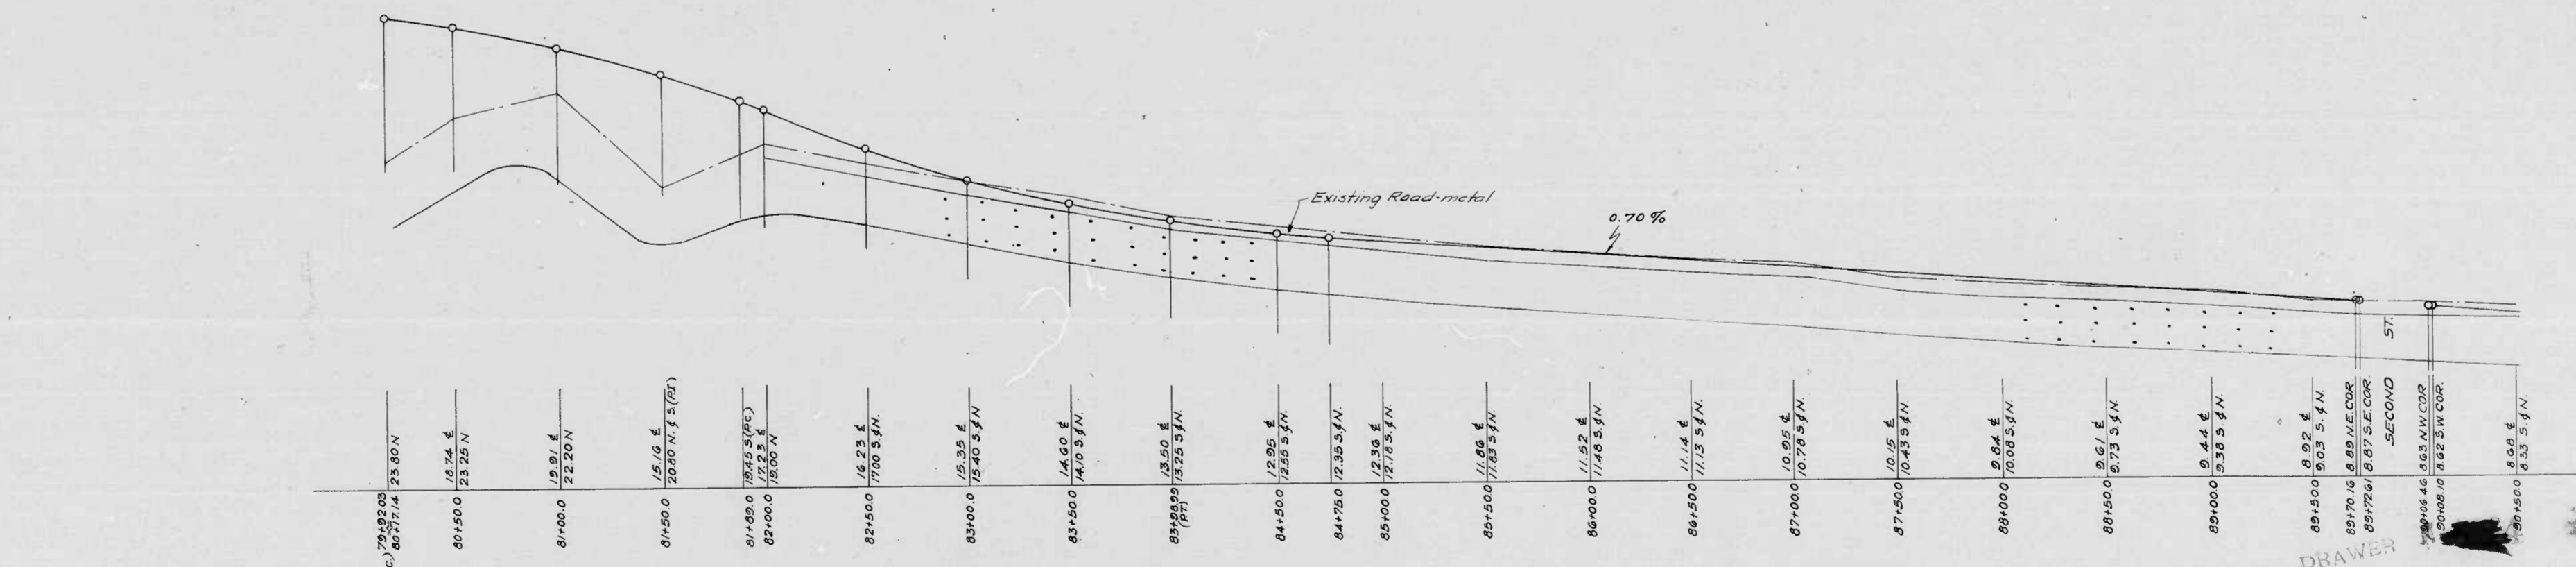 Existing Road-metal
0.70 %
23.80 N
18.74 ℄
23.25 N
19.91 ℄
22.20 N
15.16 ℄
20.80 N. & S. (P.I.)
19.45 S (P.C.)
17.23 ℄
19.00 N
16.23 ℄
17.00 S. & N.
15.35 ℄
15.40 S. & N
14.60 ℄
14.10 S. & N.
13.50 ℄
13.25 S & N.
12.95 ℄
12.55 S. & N.
12.35 S. & N.
12.36 ℄
12.18 S. & N.
11.86 ℄
11.83 S. & N.
11.52 ℄
11.48 S. & N.
11.14 ℄
11.13 S. & N.
10.95 ℄
10.78 S. & N.
10.15 ℄
10.43 S. & N.
9.84 ℄
10.08 S. & N.
9.61 ℄
9.73 S. & N.
9.44 ℄
9.38 S. & N.
8.92 ℄
9.03 S. & N.
8.89 N.E. COR.
8.87 S.E. COR.
SECOND ST.
8.63 N.W. COR
8.62 S.W. COR.
8.68 ℄
8.33 S. & N.
C.) 79+92.03
80+17.14
80+50.0
81+00.0
81+50.0
81+89.0
82+00.0
82+50.0
83+00.0
83+50.0
83+98.99
(P.T.)
84+50.0
84+75.0
85+00.0
85+50.0
86+00.0
86+50.0
87+00.0
87+50.0
88+00.0
88+50.0
89+00.0
89+50.0
89+70.16
89+72.61
90+06.46
90+08.10
90+50.0
DRAWER